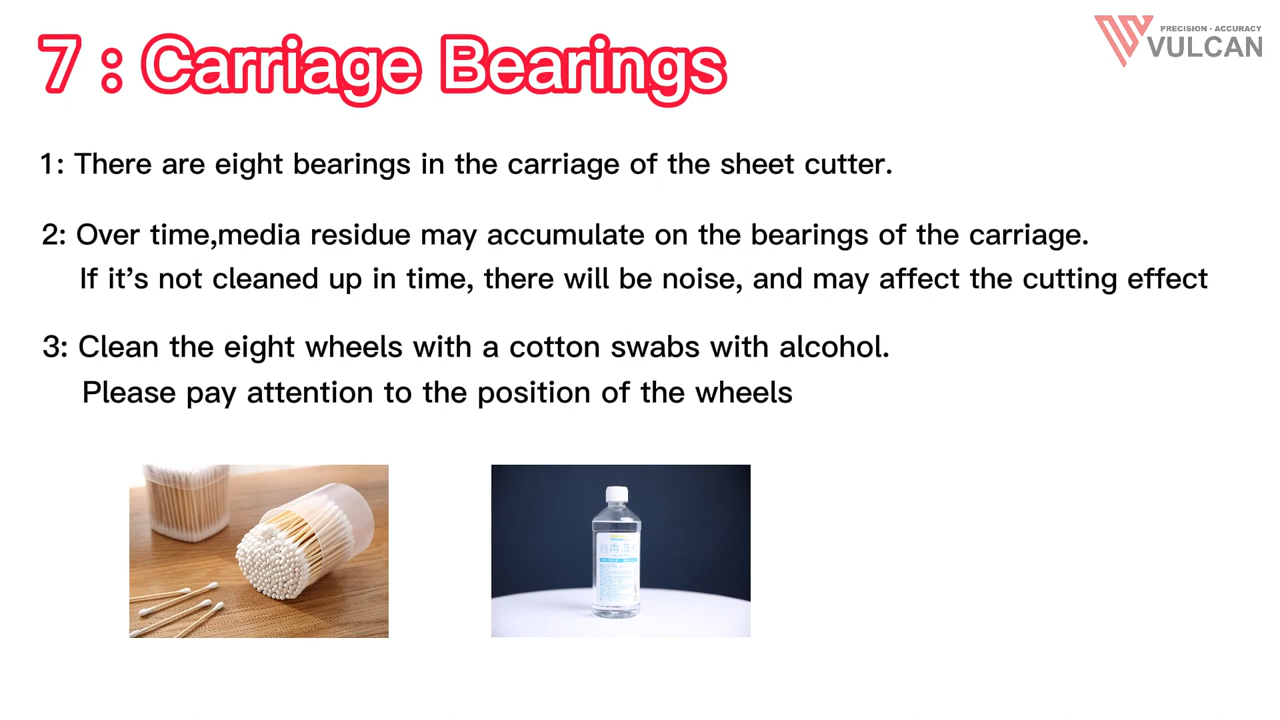 7 : Carriage Bearings
PRECISION - ACCURACY
VULCAN
1: There are eight bearings in the carriage of the sheet cutter.
2: Over time,media residue may accumulate on the bearings of the carriage.
If it's not cleaned up in time, there will be noise, and may affect the cutting effect
3: Clean the eight wheels with a cotton swabs with alcohol.
Please pay attention to the position of the wheels